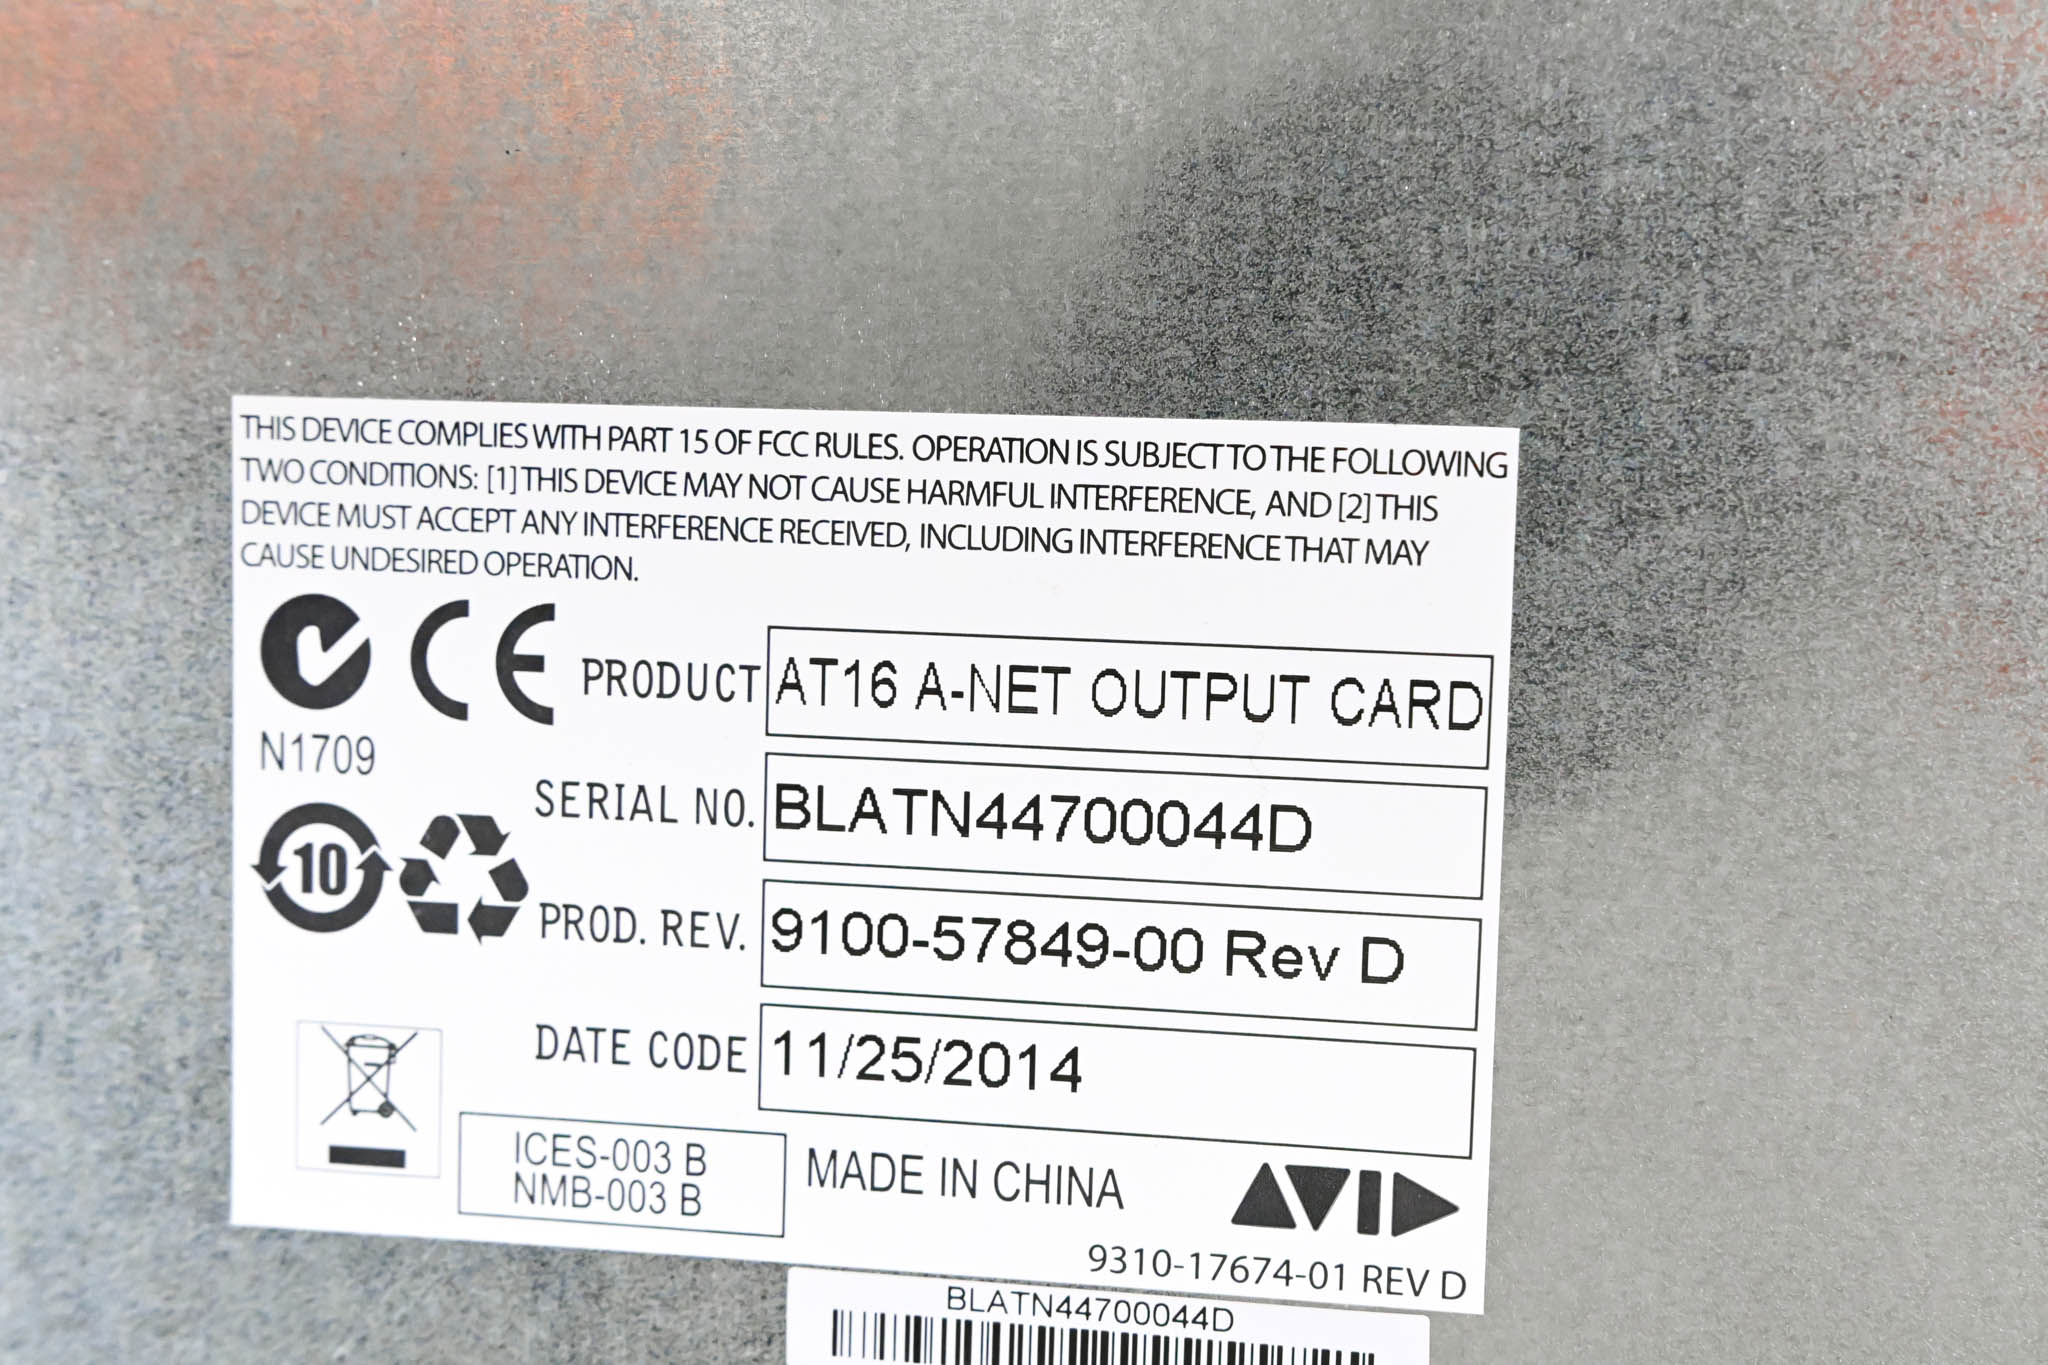 THIS DEVICE COMPLIES WITH PART 15 OF FCC RULES. OPERATION IS SUBJECT TO THE FOLLOWING
TWO CONDITIONS: [1] THIS DEVICE MAY NOT CAUSE HARMFUL INTERFERENCE, AND [2] THIS
DEVICE MUST ACCEPT ANY INTERFERENCE RECEIVED, INCLUDING INTERFERENCE THAT MAY
CAUSE UNDESIRED OPERATION.
CE
PRODUCT AT16 A-NET OUTPUT CARD
N1709
SERIAL NO. BLATN44700044D
10
PROD. REV. 9100-57849-00 Rev D
DATE CODE 11/25/2014
ICES-003 B
NMB-003 B
MADE IN CHINA
AVID
9310-17674-01 REV D
BLATN44700044D